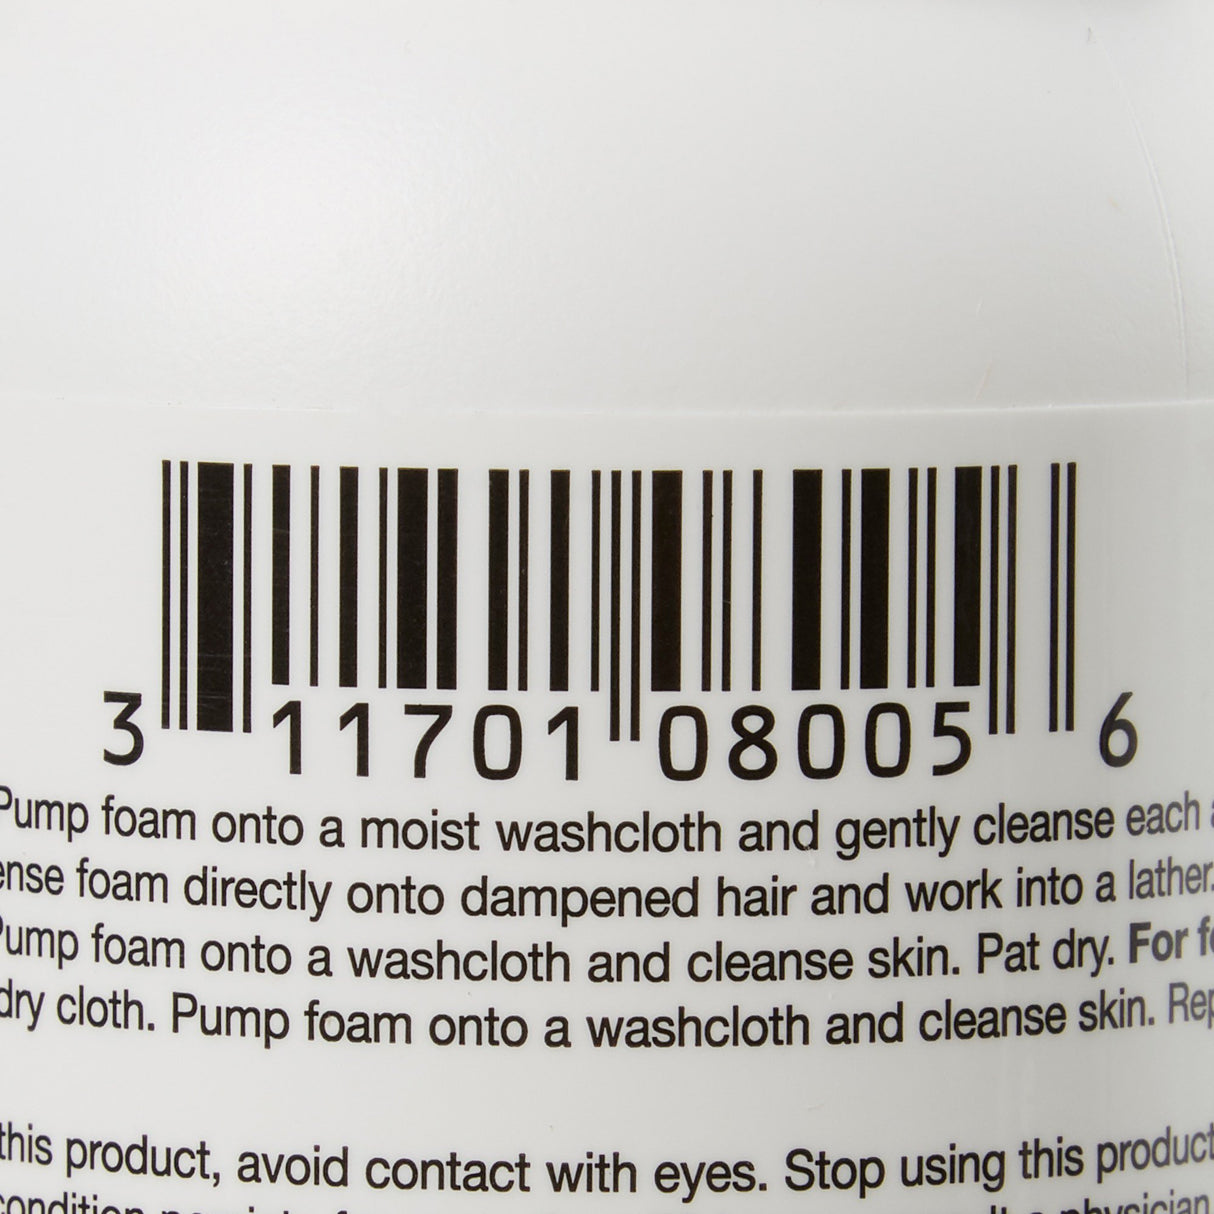 3 11701 08005 6
Pump foam onto a moist washcloth and gently cleanse each
foam directly onto dampened hair and work into a lather.
Pump foam onto a washcloth and cleanse skin. Pat dry. For
dry cloth. Pump foam onto a washcloth and cleanse skin.
this product, avoid contact with eyes. Stop using this product